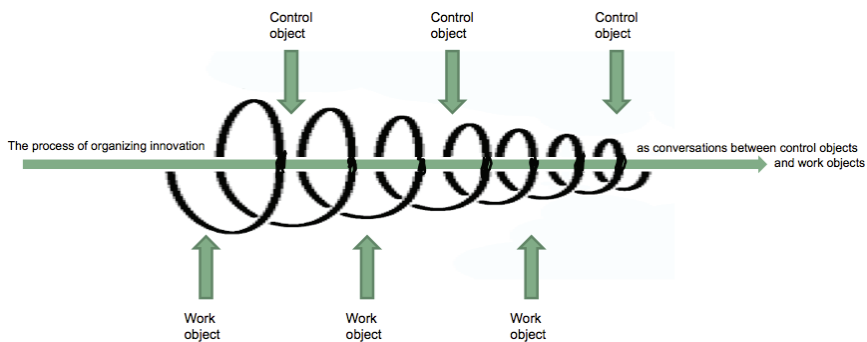 Control
object
Control
object
Control
object
The process of organizing innovation
as conversations between control objects
and work objects
Work
object
Work
object
Work
object